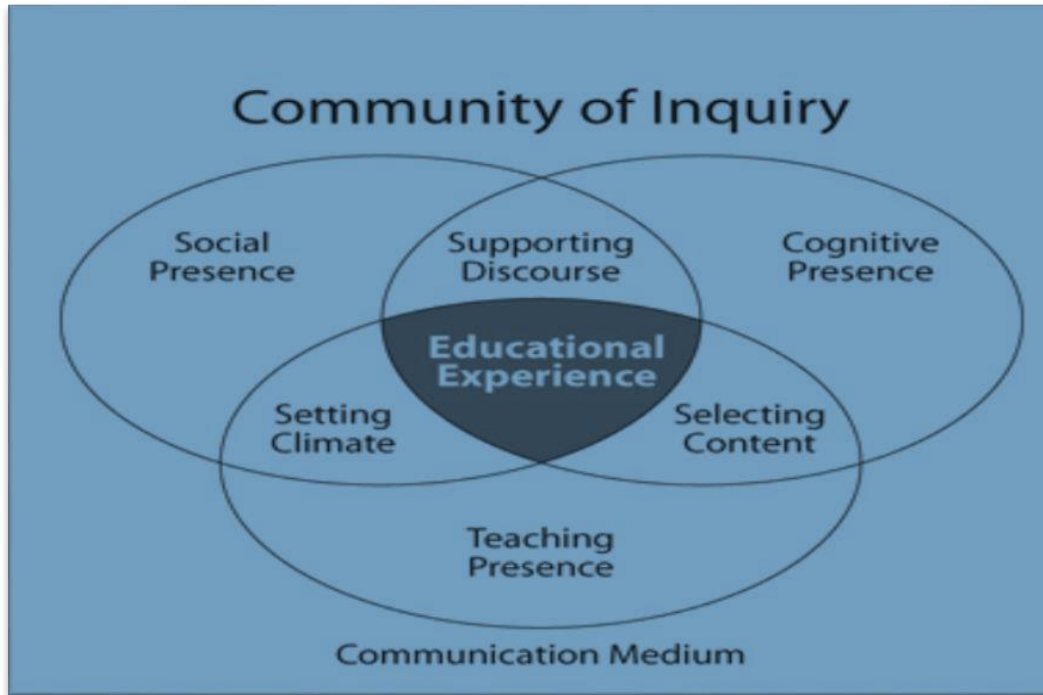 Community of Inquiry
Social
Presence
Supporting
Discourse
Cognitive
Presence
Educational
Experience
Setting
Climate
Selecting
Content
Teaching
Presence
Communication Medium